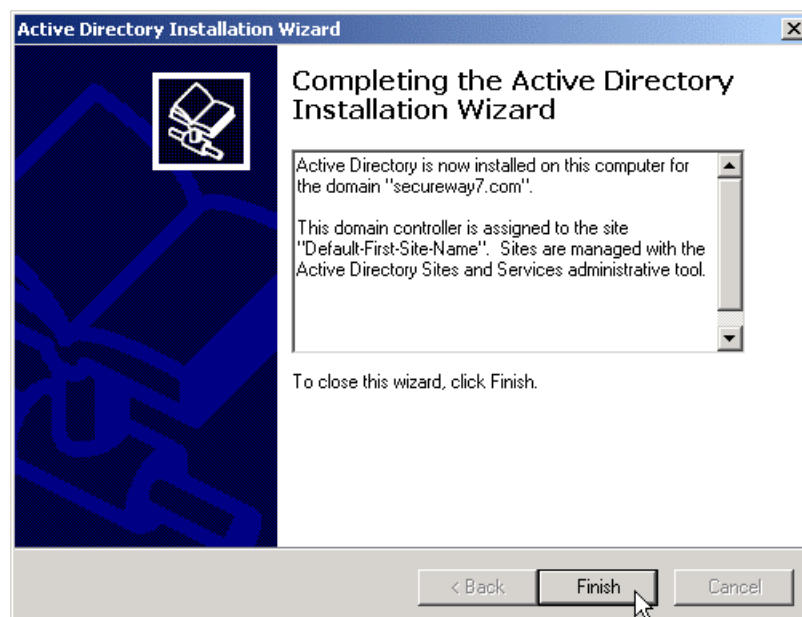 Active Directory Installation Wizard
Completing the Active Directory
Installation Wizard
Active Directory is now installed on this computer for
the domain "secureway7.com".
This domain controller is assigned to the site
"Default-First-Site-Name". Sites are managed with the
Active Directory Sites and Services administrative tool.
To close this wizard, click Finish.
< Back
Finish
Cancel